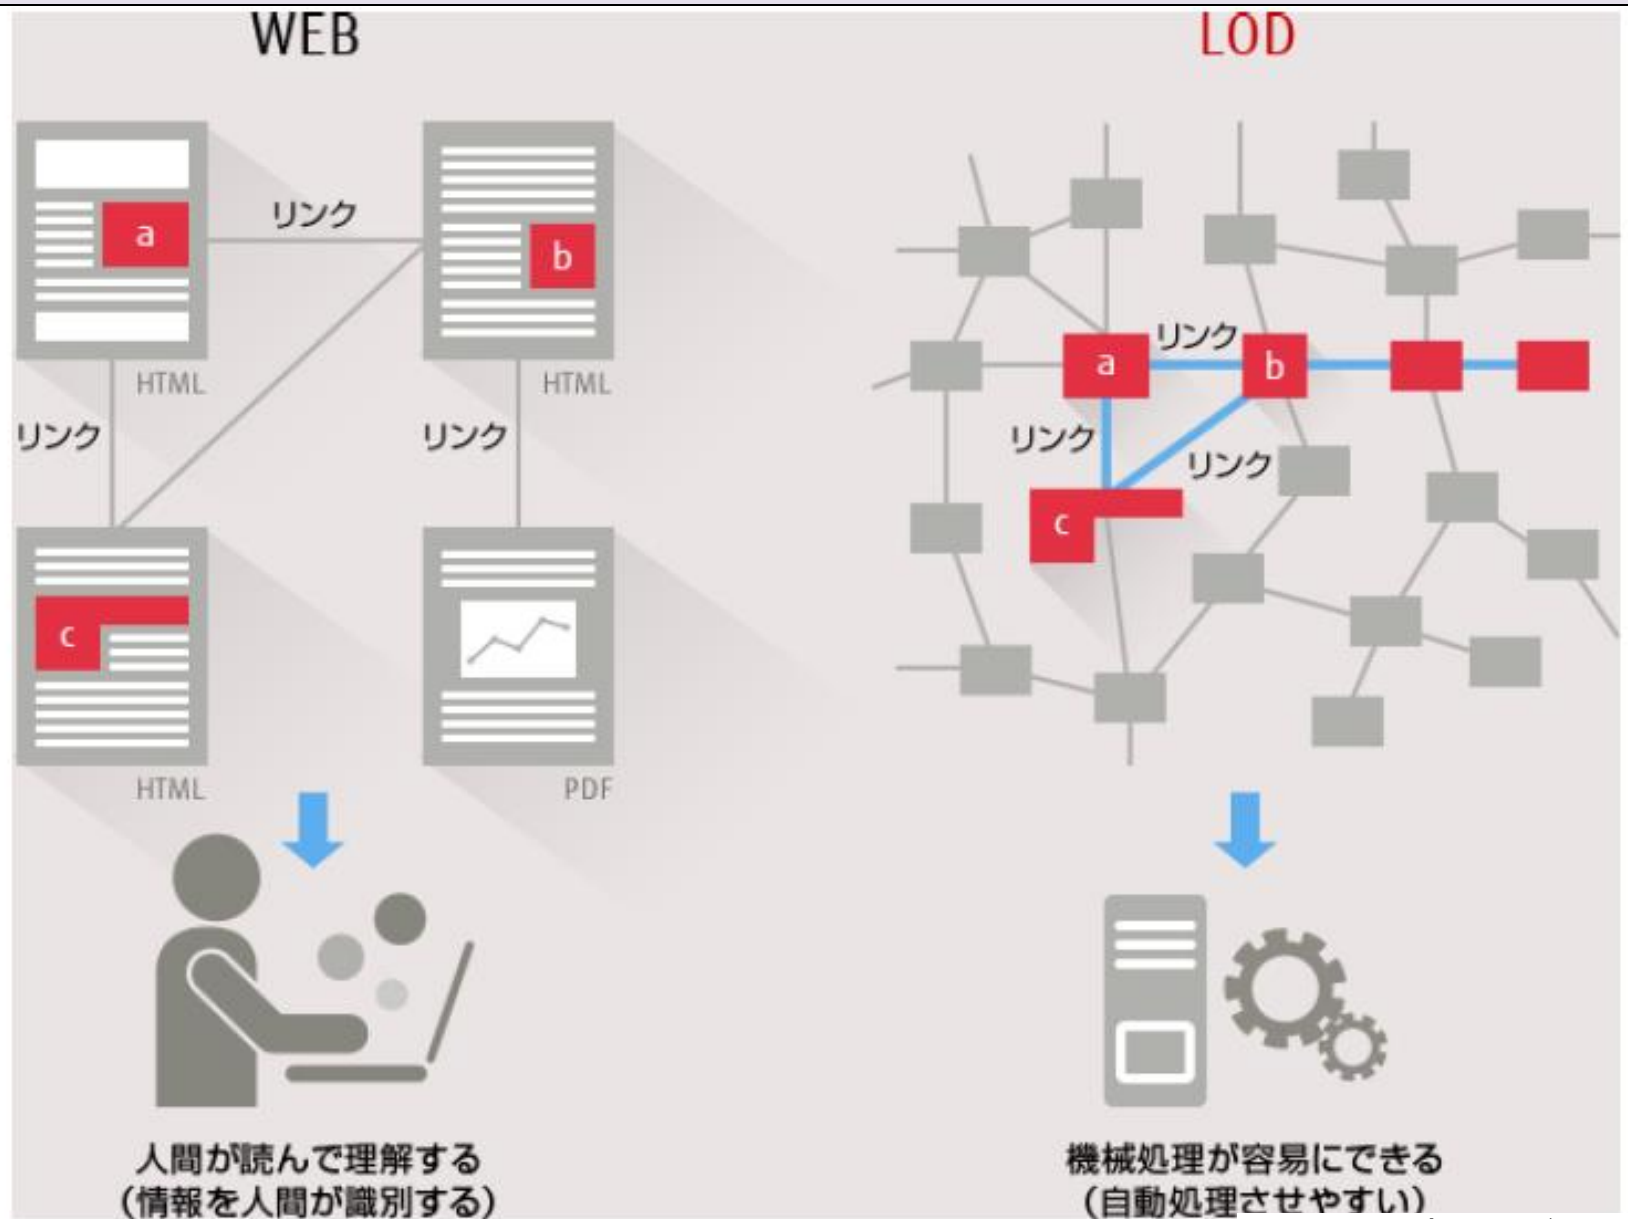 WEB
a
リンク
b
HTML
HTML
リンク
リンク
c
HTML
PDF
人間が読んで理解する
(情報を人間が識別する)
LOD
リンク
a
b
リンク
リンク
c
機械処理が容易にできる
(自動処理させやすい)